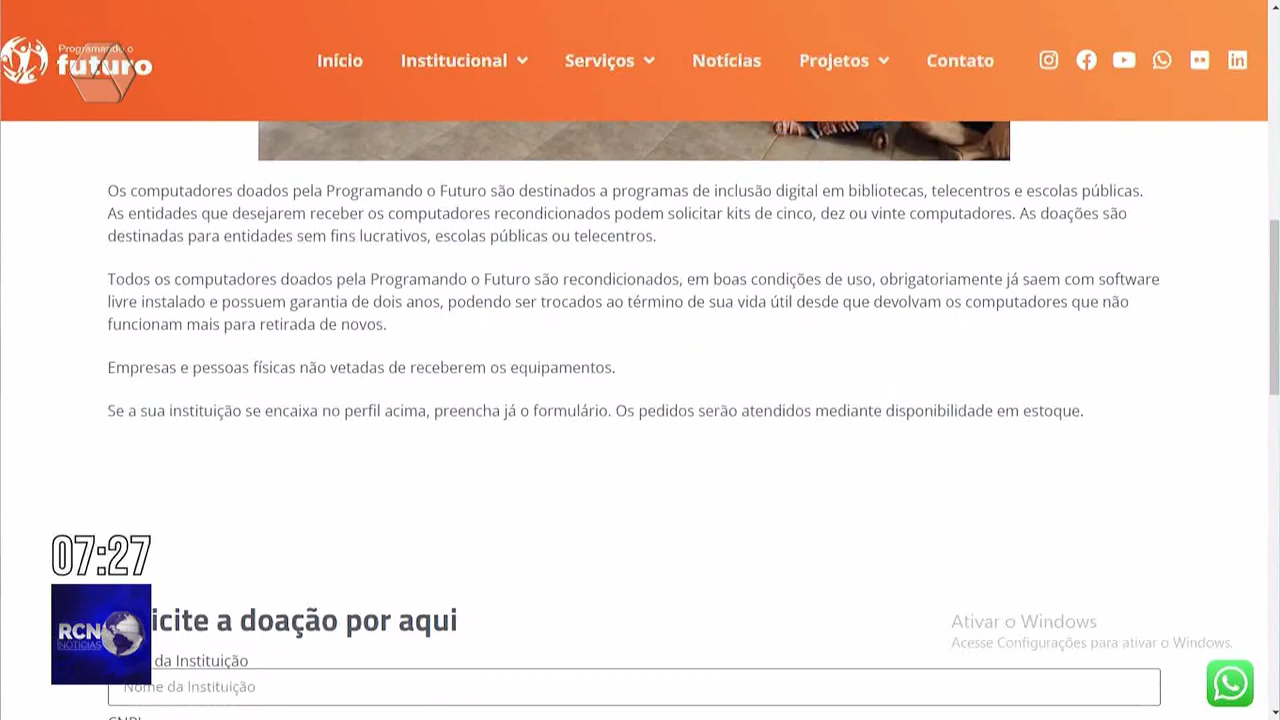 Programando o
futuro
Início
Institucional
Serviços
Notícias
Projetos
Contato
Os computadores doados pela Programando o Futuro são destinados a programas de inclusão digital em bibliotecas, telecentros e escolas públicas.
As entidades que desejarem receber os computadores recondicionados podem solicitar kits de cinco, dez ou vinte computadores. As doações são
destinadas para entidades sem fins lucrativos, escolas públicas ou telecentros.
Todos os computadores doados pela Programando o Futuro são recondicionados, em boas condições de uso, obrigatoriamente já saem com software
livre instalado e possuem garantia de dois anos, podendo ser trocados ao término de sua vida útil desde que devolvam os computadores que não
funcionam mais para retirada de novos.
Empresas e pessoas físicas não vetadas de receberem os equipamentos.
Se a sua instituição se encaixa no perfil acima, preencha já o formulário. Os pedidos serão atendidos mediante disponibilidade em estoque.
07:27
RCN
NOTÍCIAS
icite a doação por aqui
Ativar o Windows
Acesse Configurações para ativar o Windows.
da Instituição
Nome da Instituição